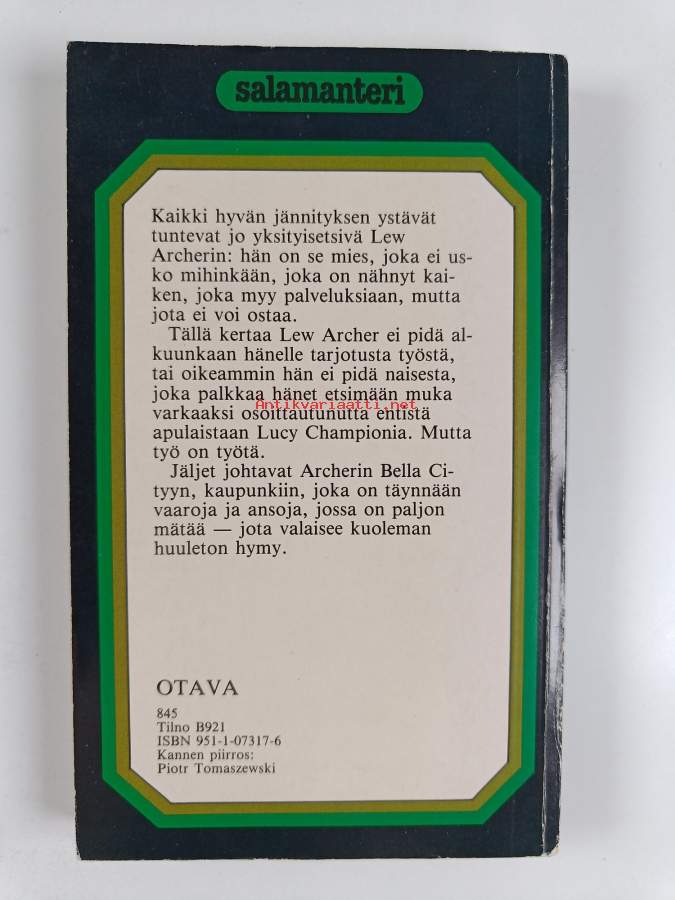 salamanteri
Kaikki hyvän jännityksen ystävät
tuntevat jo yksityisetsivä Lew
Archerin: hän on se mies, joka ei us-
ko mihinkään, joka on nähnyt kai-
ken, joka myy palveluksiaan, mutta
jota ei voi ostaa.
Tällä kertaa Lew Archer ei pidä al-
kuunkaan hänelle tarjotusta työstä,
tai oikeammin hän ei pidä naisesta,
joka palkkaa hänet etsimään muka
Antikvariaatti.net
varkaaksi osoittautunutta entistä
apulaistaan Lucy Championia. Mutta
työ on työtä.
Jäljet johtavat Archerin Bella Ci-
tyyn, kaupunkiin, joka on täynnään
vaaroja ja ansoja, jossa on paljon
mätää — jota valaisee kuoleman
huuleton hymy.
OTAVA
845
Tilno B921
ISBN 951-1-07317-6
Kannen piirros:
Piotr Tomaszewski